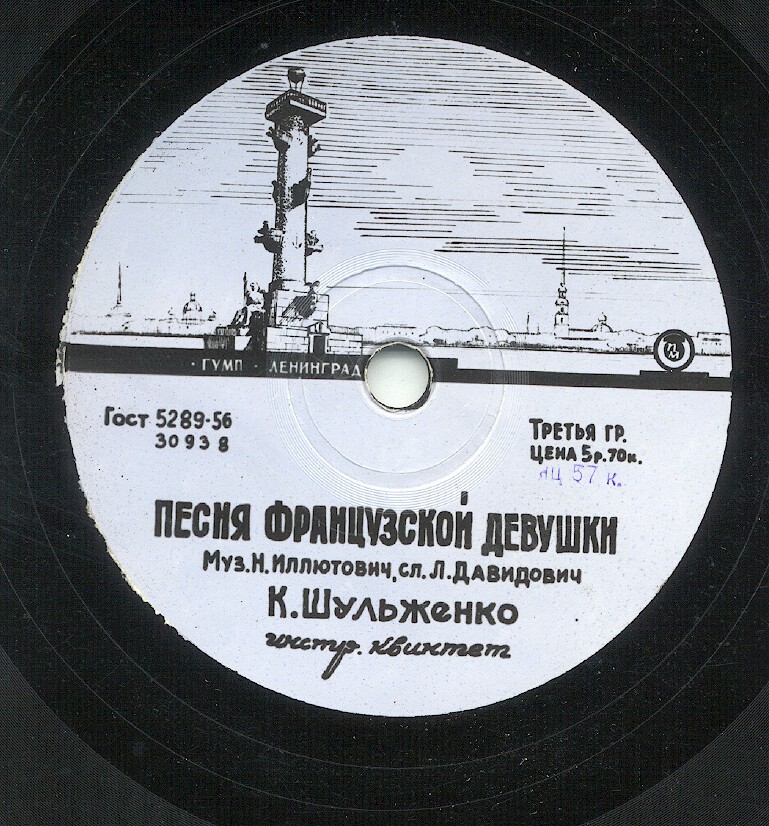 · ГУМП · ЛЕНИНГРАД
Гост 5289-56
30938
ТРЕТЬЯ ГР.
ЦЕНА 5р.70к.
НЦ 57 к.
ПЕСНЯ ФРАНЦУЗСКОЙ ДЕВУШКИ
Муз. Н. Иллютович, сл. Л. Давидович
К. Шульженко
инстр. квинтет